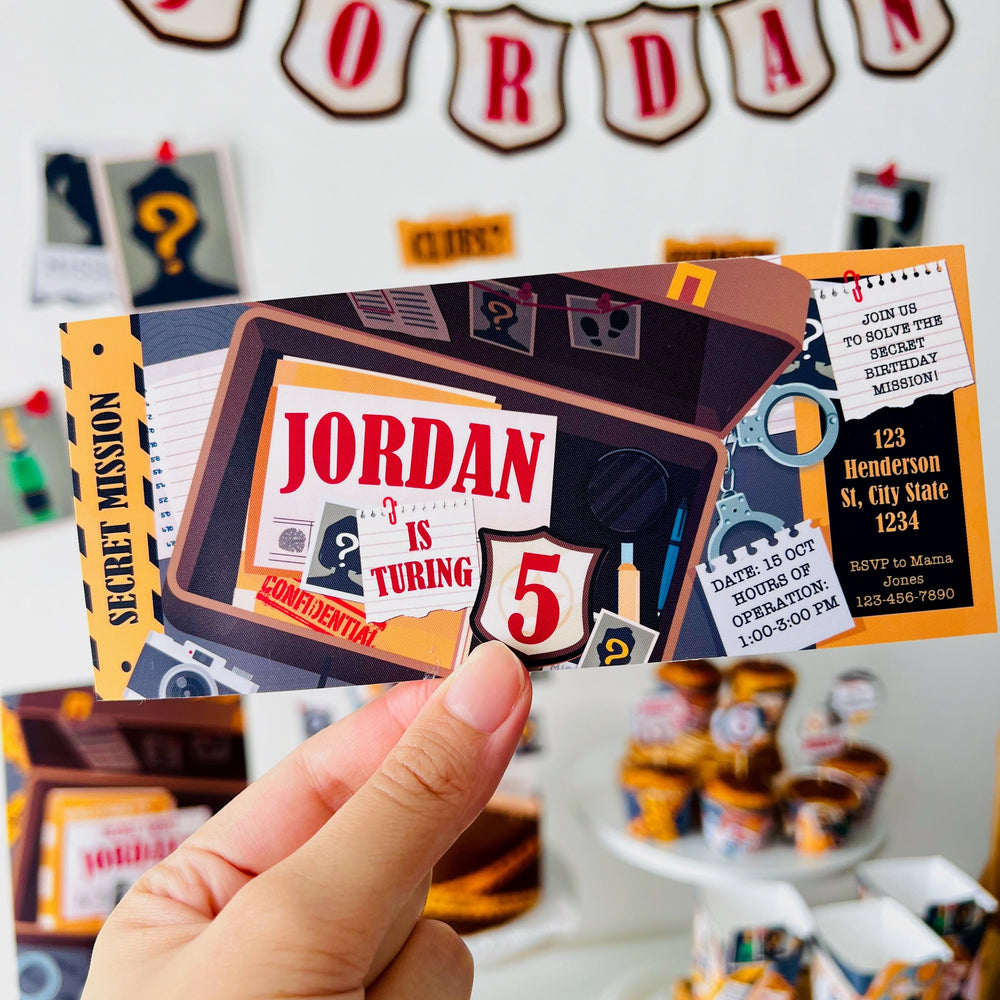 JORDAN
CLUES?
SECRET MISSION
JORDAN
IS
TURING
5
CONFIDENTIAL
JOIN US
TO SOLVE THE
SECRET
BIRTHDAY
MISSION!
123
Henderson
St, City State
1234
RSVP to Mama
Jones
123-456-7890
DATE: 15 OCT
HOURS OF
OPERATION:
1:00-3:00 PM
?
?
?
?
JORDAN
5